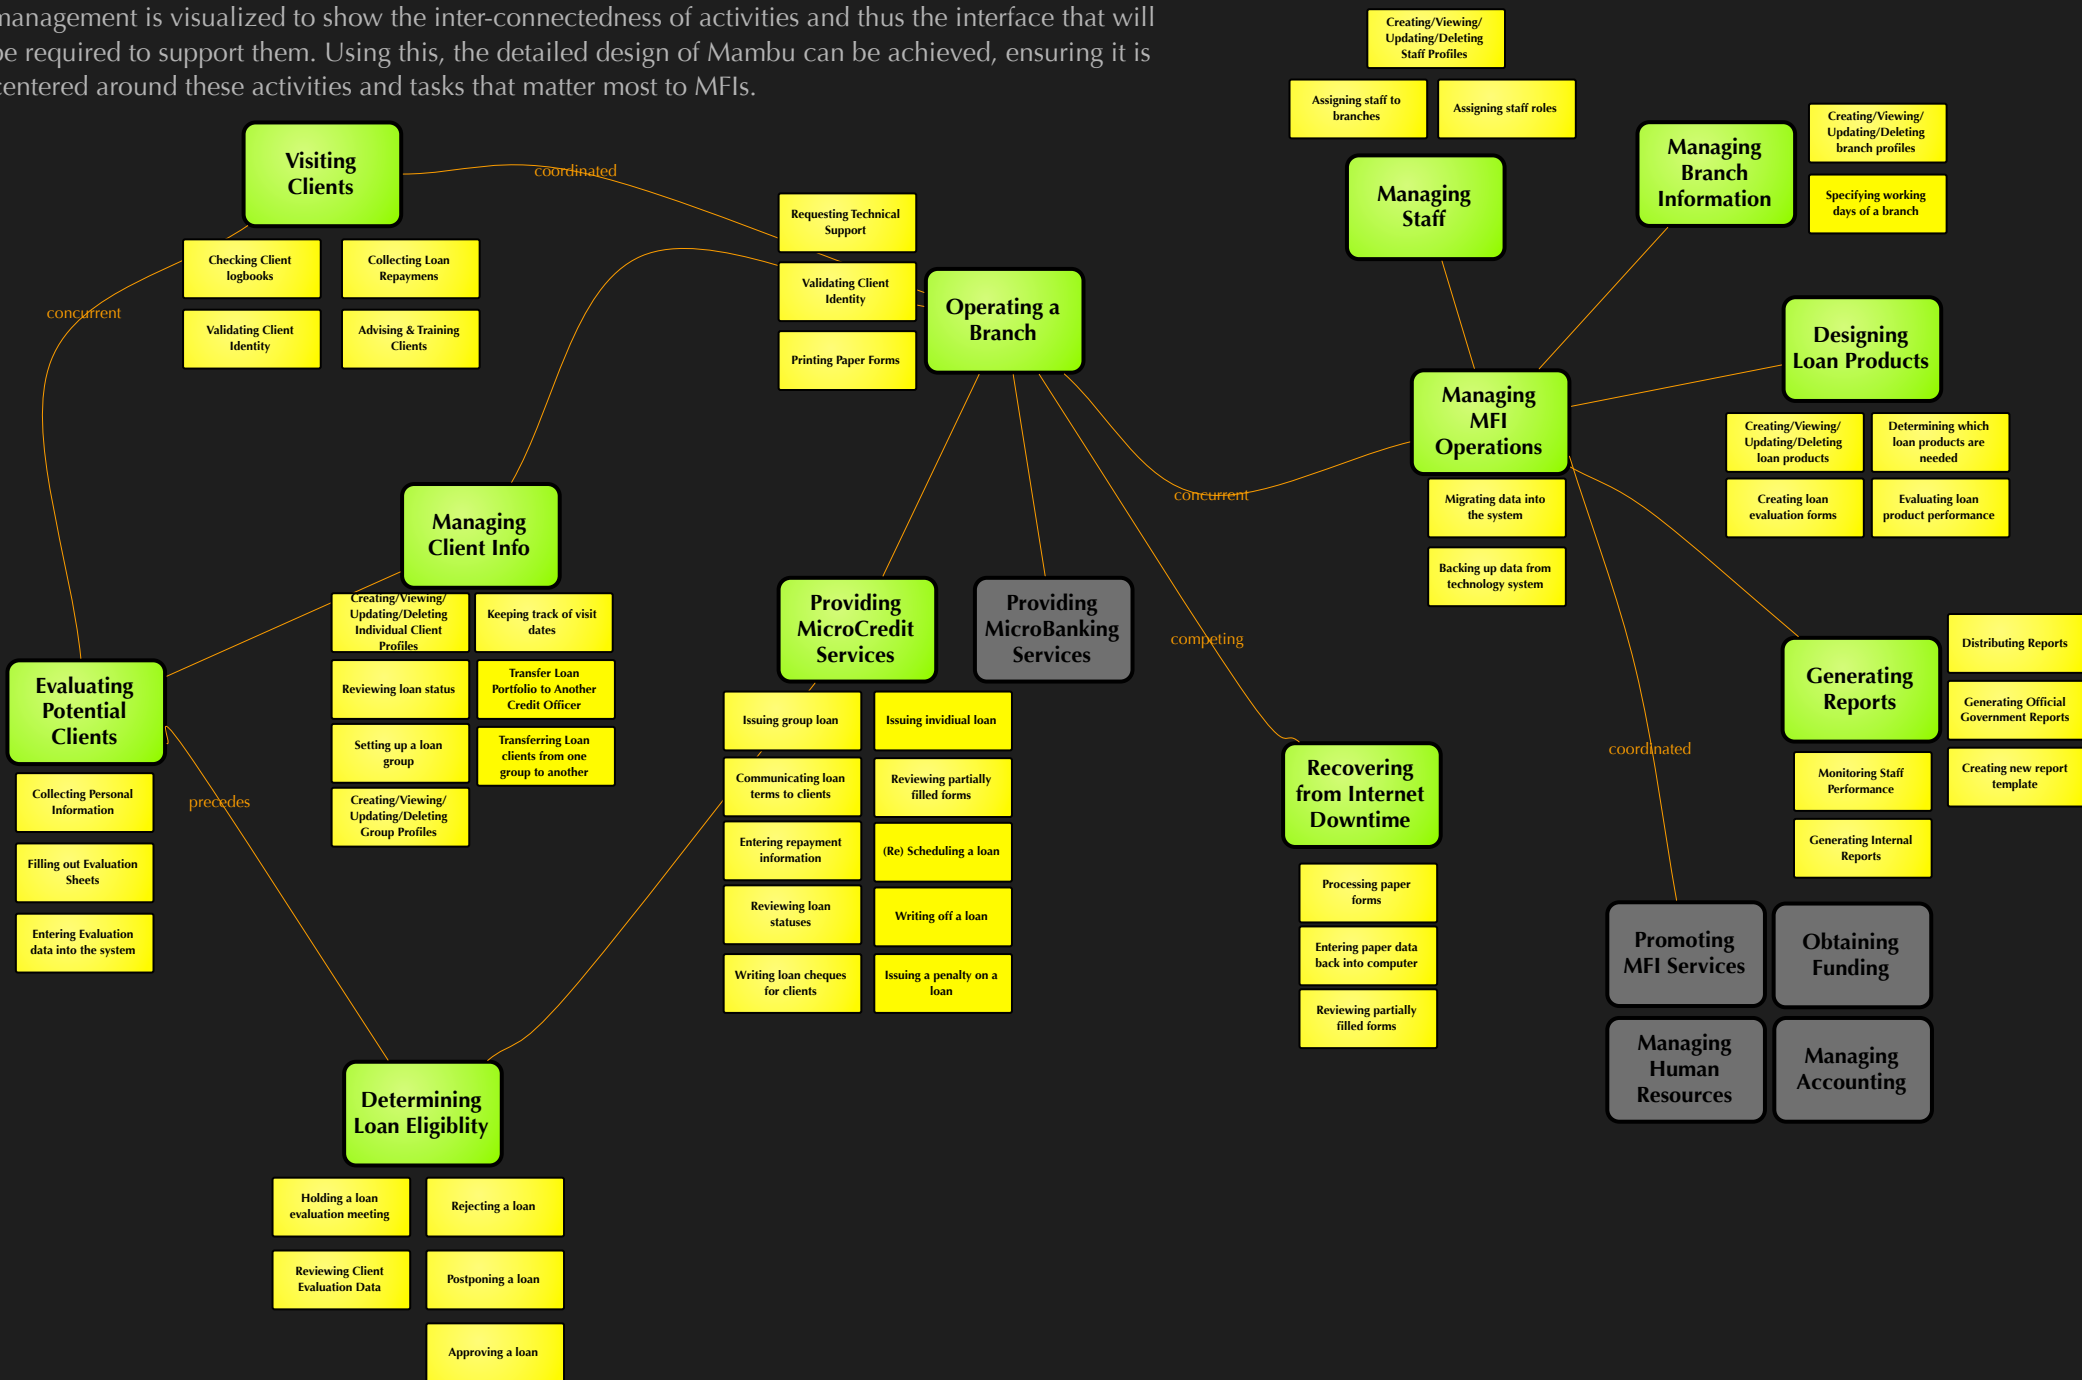 management is visualized to show the inter-connectedness of activities and thus the interface that will
be required to support them. Using this, the detailed design of Mambu can be achieved, ensuring it is
centered around these activities and tasks that matter most to MFIs.
Visiting
Clients
coordinated
concurrent
Checking Client
logbooks
Collecting Loan
Repaymens
Validating Client
Identity
Advising & Training
Clients
Requesting Technical
Support
Validating Client
Identity
Printing Paper Forms
Operating a
Branch
Creating/Viewing/
Updating/Deleting
Staff Profiles
Assigning staff to
branches
Assigning staff roles
Managing
Staff
Managing
Branch
Information
Creating/Viewing/
Updating/Deleting
branch profiles
Specifying working
days of a branch
Designing
Loan Products
Creating/Viewing/
Updating/Deleting
loan products
Determining which
loan products are
needed
Creating loan
evaluation forms
Evaluating loan
product performance
Managing
MFI
Operations
Migrating data into
the system
Backing up data from
technology system
concurrent
Managing
Client Info
Creating/Viewing/
Updating/Deleting
Individual Client
Profiles
Keeping track of visit
dates
Reviewing loan status
Transfer Loan
Portfolio to Another
Credit Officer
Setting up a loan
group
Transferring Loan
clients from one
group to another
Creating/Viewing/
Updating/Deleting
Group Profiles
Evaluating
Potential
Clients
Collecting Personal
Information
Filling out Evaluation
Sheets
Entering Evaluation
data into the system
precedes
Providing
MicroCredit
Services
Providing
MicroBanking
Services
competing
Issuing group loan
Issuing invidiual loan
Communicating loan
terms to clients
Reviewing partially
filled forms
Entering repayment
information
(Re) Scheduling a loan
Reviewing loan
statuses
Writing off a loan
Writing loan cheques
for clients
Issuing a penalty on a
loan
Recovering
from Internet
Downtime
Processing paper
forms
Entering paper data
back into computer
Reviewing partially
filled forms
Generating
Reports
Distributing Reports
Generating Official
Government Reports
Creating new report
template
Monitoring Staff
Performance
Generating Internal
Reports
coordinated
Promoting
MFI Services
Obtaining
Funding
Managing
Human
Resources
Managing
Accounting
Determining
Loan Eligiblity
Holding a loan
evaluation meeting
Rejecting a loan
Reviewing Client
Evaluation Data
Postponing a loan
Approving a loan